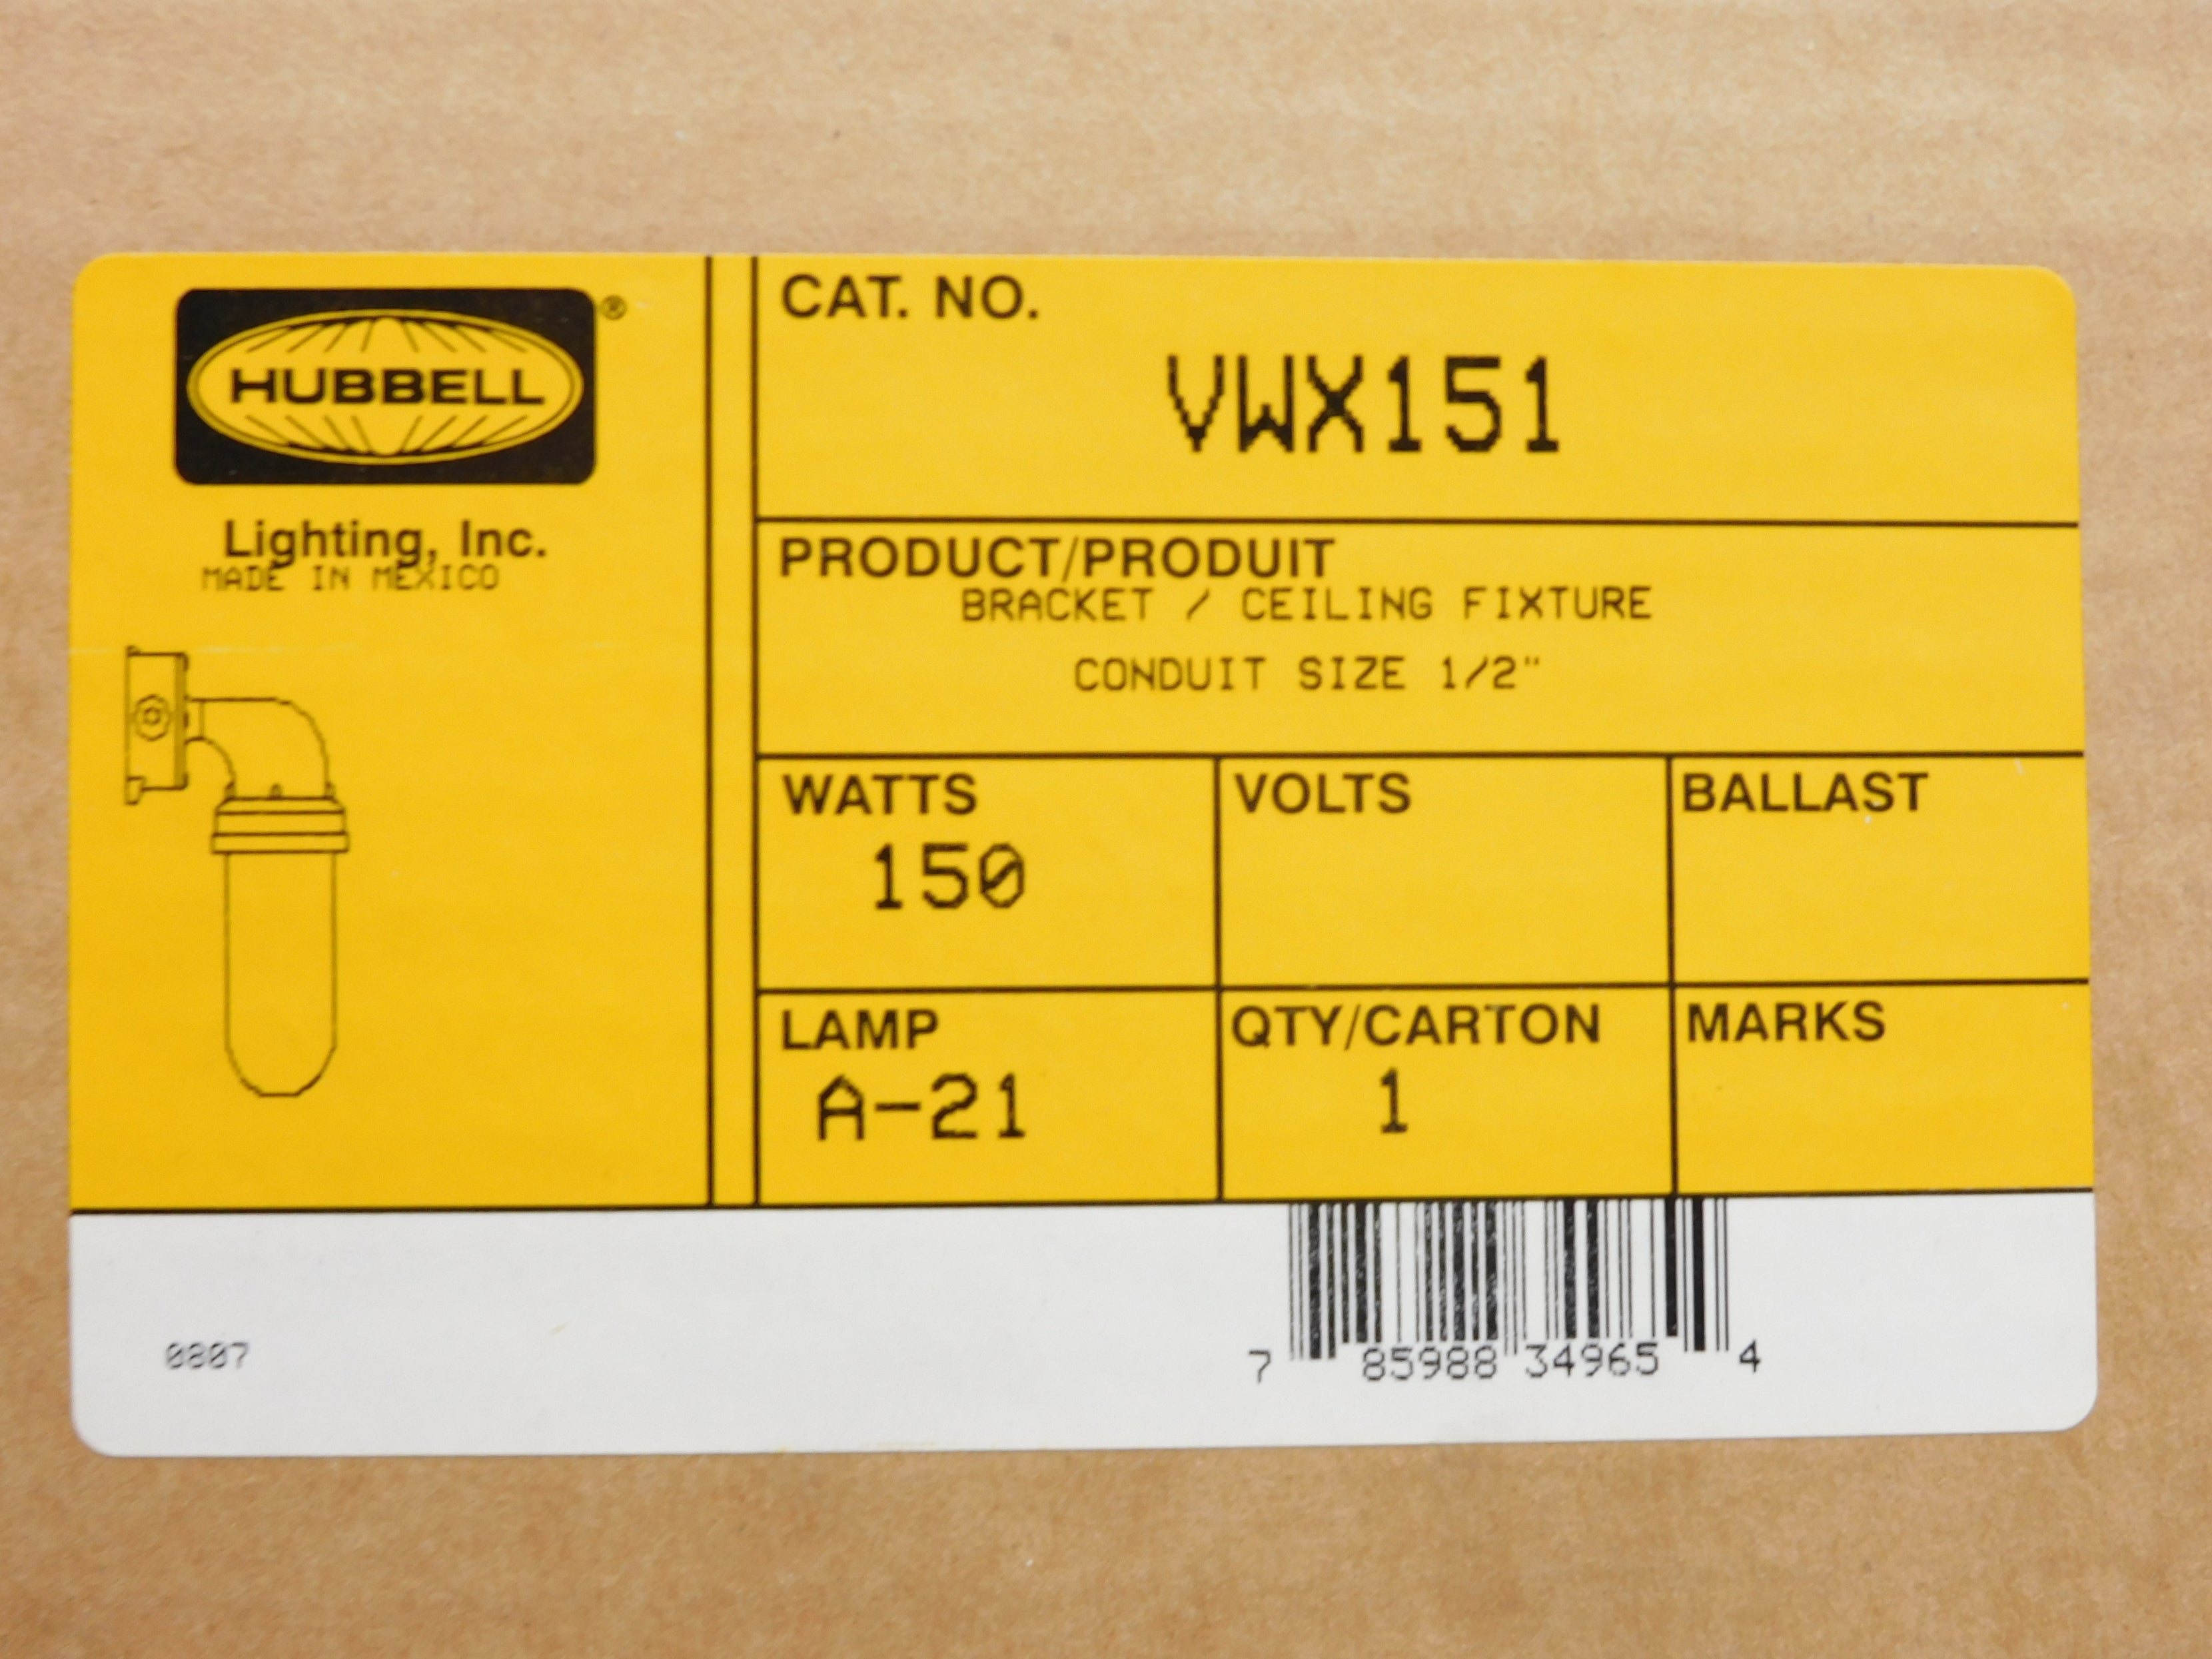 HUBBELL®
Lighting, Inc.
MADE IN MEXICO
CAT. NO.
VWX151
PRODUCT/PRODUIT
BRACKET / CEILING FIXTURE
CONDUIT SIZE 1/2"
WATTS
150
VOLTS
BALLAST
LAMP
A-21
QTY/CARTON
1
MARKS
0807
7 85988 34965 4